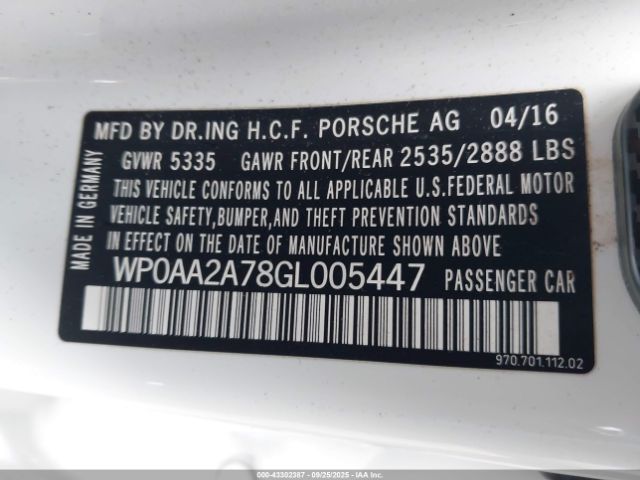 MFD BY DR.ING H.C.F. PORSCHE AG 04/16
GVWR 5335 GAWR FRONT/REAR 2535/2888 LBS
THIS VEHICLE CONFORMS TO ALL APPLICABLE U.S.FEDERAL MOTOR
VEHICLE SAFETY,BUMPER,AND THEFT PREVENTION STANDARDS
IN EFFECT ON THE DATE OF MANUFACTURE SHOWN ABOVE
WP0AA2A78GL005447 PASSENGER CAR
MADE IN GERMANY
970.701.112.02
000-43302387 - 09/25/2025 - IAAI.COM